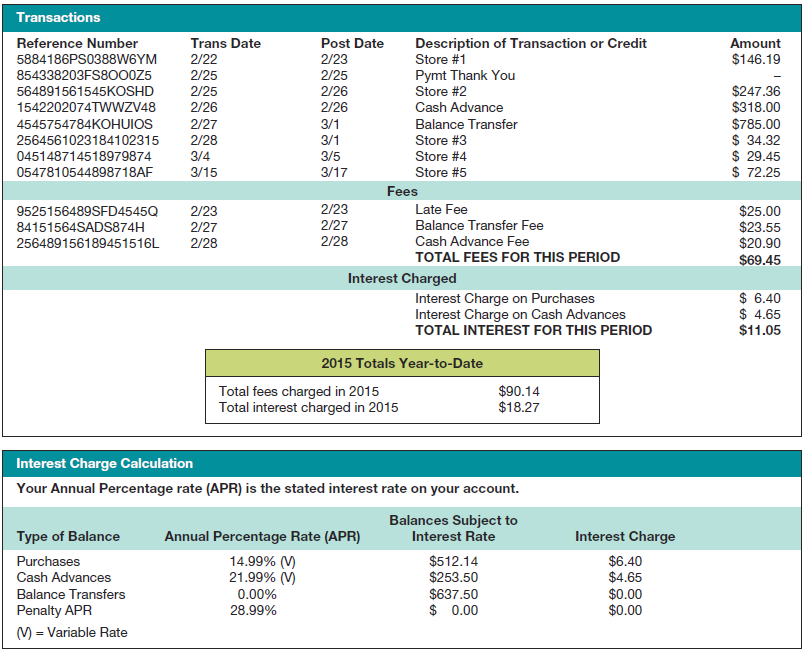 Transactions
Reference Number Trans Date Post Date Description of Transaction or Credit Amount
5884186PS0388W6YM 2/22 2/23 Store #1 $146.19
854338203FS8OO0Z5 2/25 2/25 Pymt Thank You –
564891561545KOSHD 2/25 2/26 Store #2 $247.36
1542202074TWWZV48 2/26 2/26 Cash Advance $318.00
4545754784KOHUIOS 2/27 3/1 Balance Transfer $785.00
2564561023184102315 2/28 3/1 Store #3 $ 34.32
045148714518979874 3/4 3/5 Store #4 $ 29.45
0547810544898718AF 3/15 3/17 Store #5 $ 72.25
Fees
9525156489SFD4545Q 2/23 2/23 Late Fee $25.00
84151564SADS874H 2/27 2/27 Balance Transfer Fee $23.55
256489156189451516L 2/28 2/28 Cash Advance Fee $20.90
TOTAL FEES FOR THIS PERIOD $69.45
Interest Charged
Interest Charge on Purchases $ 6.40
Interest Charge on Cash Advances $ 4.65
TOTAL INTEREST FOR THIS PERIOD $11.05
2015 Totals Year-to-Date
Total fees charged in 2015 $90.14
Total interest charged in 2015 $18.27
Interest Charge Calculation
Your Annual Percentage rate (APR) is the stated interest rate on your account.
Balances Subject to
Type of Balance Annual Percentage Rate (APR) Interest Rate Interest Charge
Purchases 14.99% (V) $512.14 $6.40
Cash Advances 21.99% (V) $253.50 $4.65
Balance Transfers 0.00% $637.50 $0.00
Penalty APR 28.99% $ 0.00 $0.00
(V) = Variable Rate